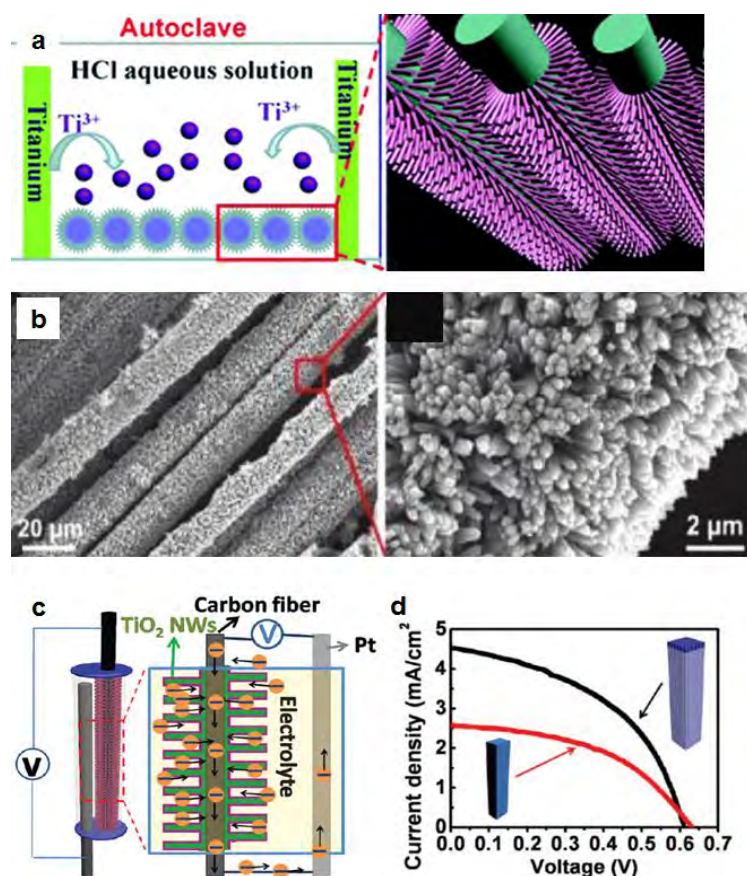 a
Autoclave
HCl aqueous solution
Titanium
Ti3+
Ti3+
Titanium
b
20 μm
2 μm
c
Carbon fiber
TiO2 NWs
V
Pt
V
Electrolyte
d
Current density (mA/cm2)
5
4
3
2
1
0
0.0 0.1 0.2 0.3 0.4 0.5 0.6 0.7
Voltage (V)